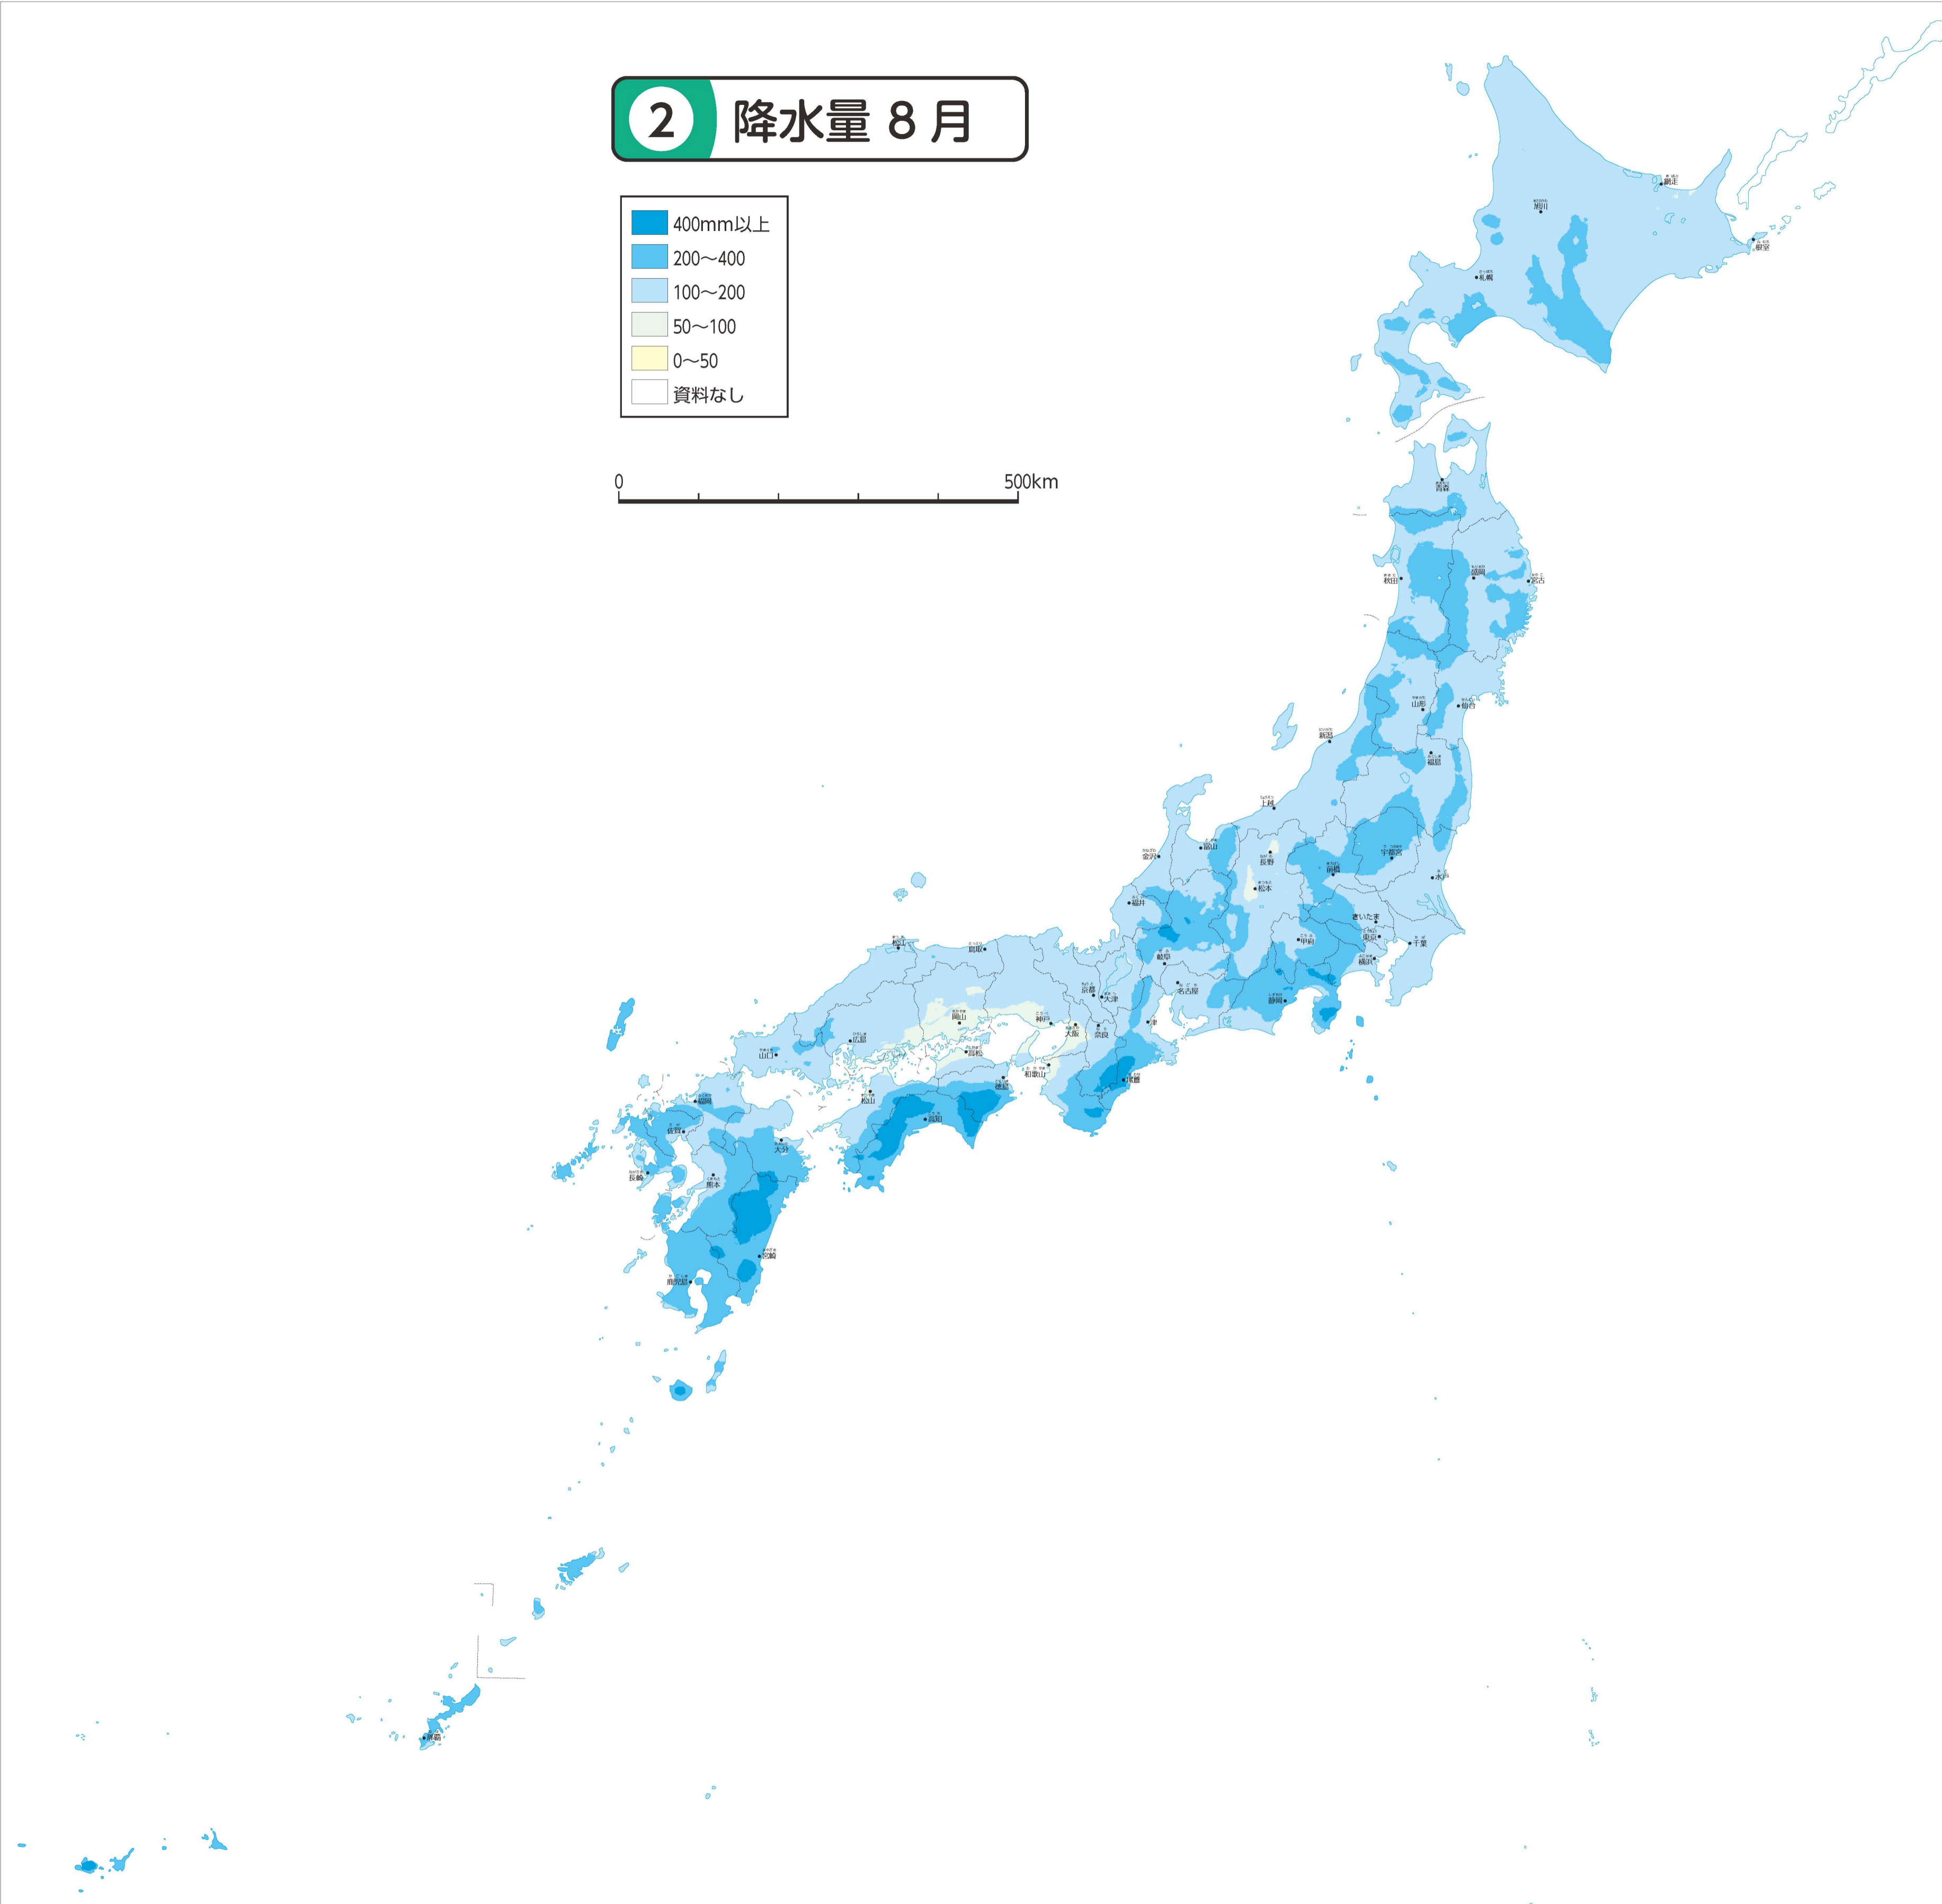 2 降水量 8 月
400mm以上
200～400
100～200
50～100
0～50
資料なし
0 500km
網走
旭川
根室
札幌
青森
秋田
盛岡
宮古
山形
仙台
新潟
福島
上越
富山
金沢
長野
宇都宮
前橋
水戸
松本
福井
さいたま
東京
甲府
千葉
横浜
松江
鳥取
岐阜
京都
大津
名古屋
静岡
岡山
神戸
大阪
奈良
津
広島
山口
高松
和歌山
尾鷲
徳島
松山
福岡
高知
佐賀
大分
長崎
熊本
宮崎
鹿児島
那覇